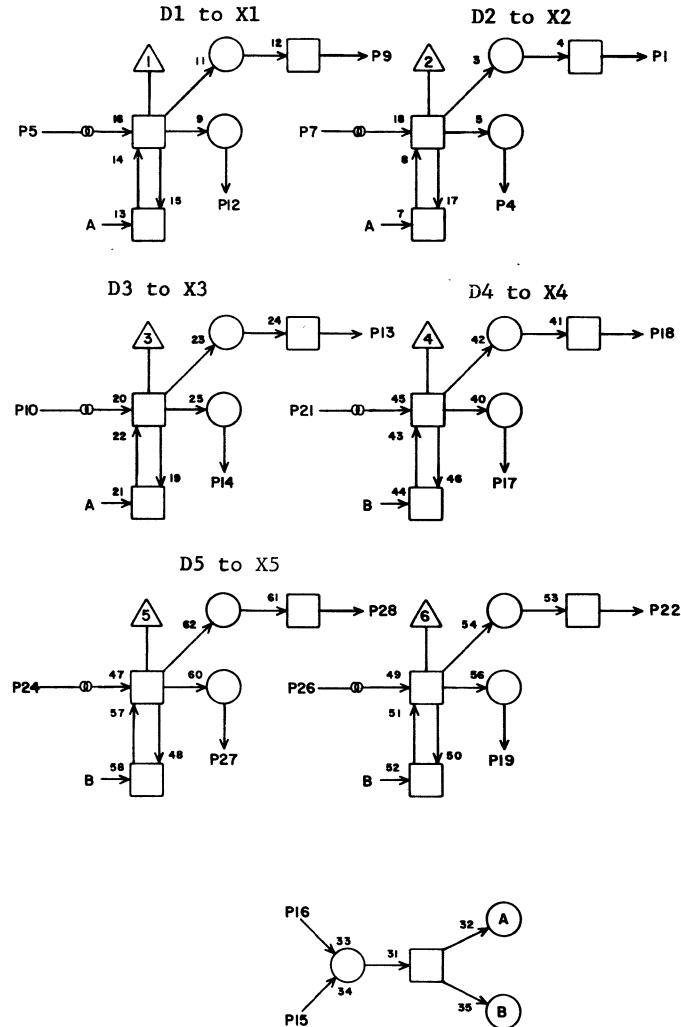 D1 to X1
D2 to X2
1
11
12
P9
2
3
4
P1
P5
16
9
P7
18
5
14
8
15
P12
17
P4
A
13
A
7
D3 to X3
D4 to X4
3
23
24
P13
4
42
41
P18
P10
20
25
P21
45
40
22
43
19
P14
46
P17
A
21
B
44
D5 to X5
5
62
61
P28
6
54
53
P22
P24
47
60
P26
49
56
57
51
48
P27
50
P19
B
58
B
52
P16
33
31
32
A
34
35
B
P15